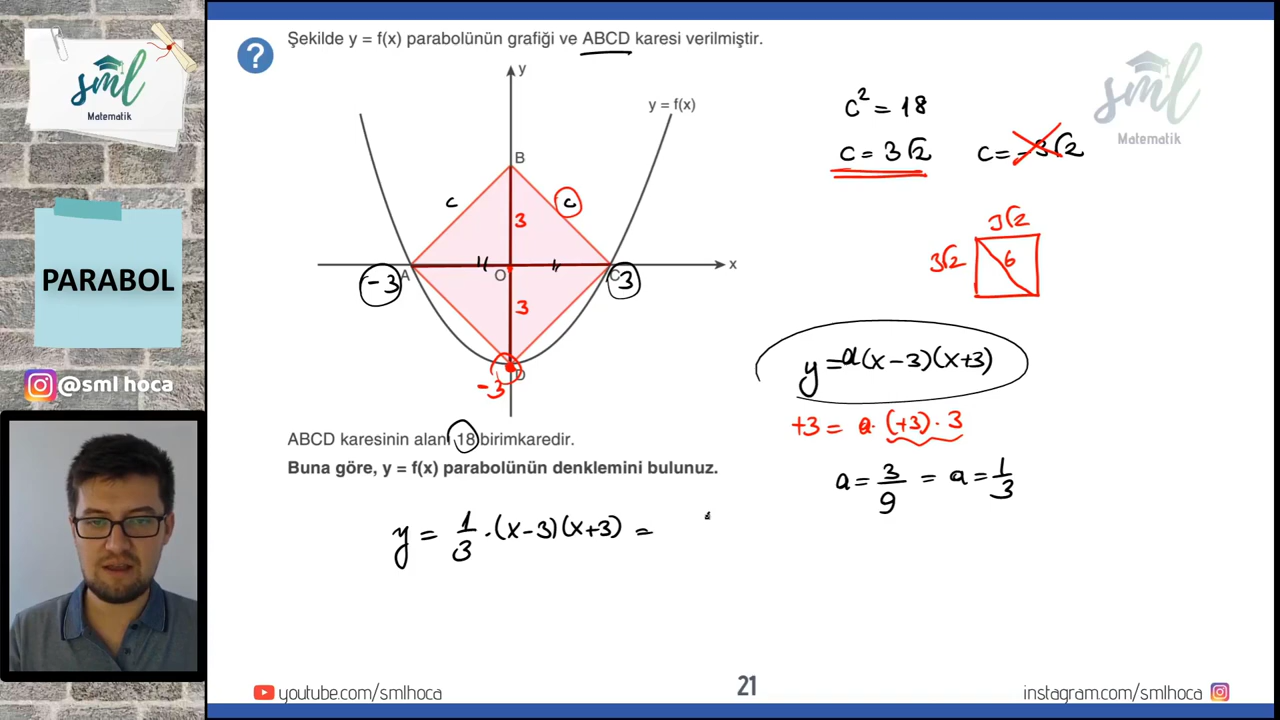 sml
Matematik
PARABOL
@sml hoca
? Şekilde y = f(x) parabolünün grafiği ve ABCD karesi verilmiştir.
y
y = f(x)
B
c
c
3
x
A
O
C
-3
3
3
D
-3
ABCD karesinin alanı 18 birimkaredir.
Buna göre, y = f(x) parabolünün denklemini bulunuz.
y = 1/3 · (x-3)(x+3) =
c² = 18
c = 3√2 c = -3√2
sml
Matematik
3√2
3√2
6
y = a(x-3)(x+3)
+3 = a · (+3) · 3
a = 3/9 = a = 1/3
youtube.com/smlhoca
21
instagram.com/smlhoca